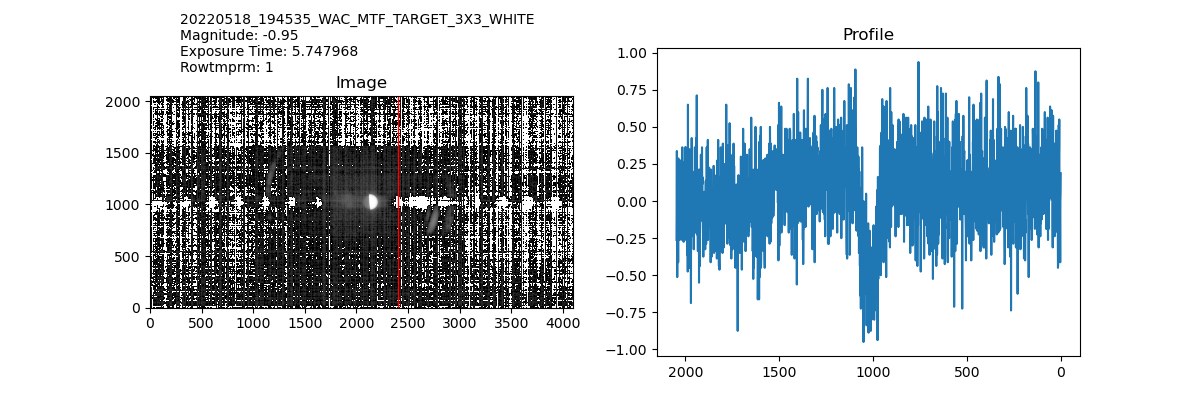 20220518_194535_WAC_MTF_TARGET_3X3_WHITE
Magnitude: -0.95
Exposure Time: 5.747968
Rowtmprm: 1
Image
2000
1500
1000
500
0
0 500 1000 1500 2000 2500 3000 3500 4000
Profile
1.00
0.75
0.50
0.25
0.00
−0.25
−0.50
−0.75
−1.00
2000 1500 1000 500 0